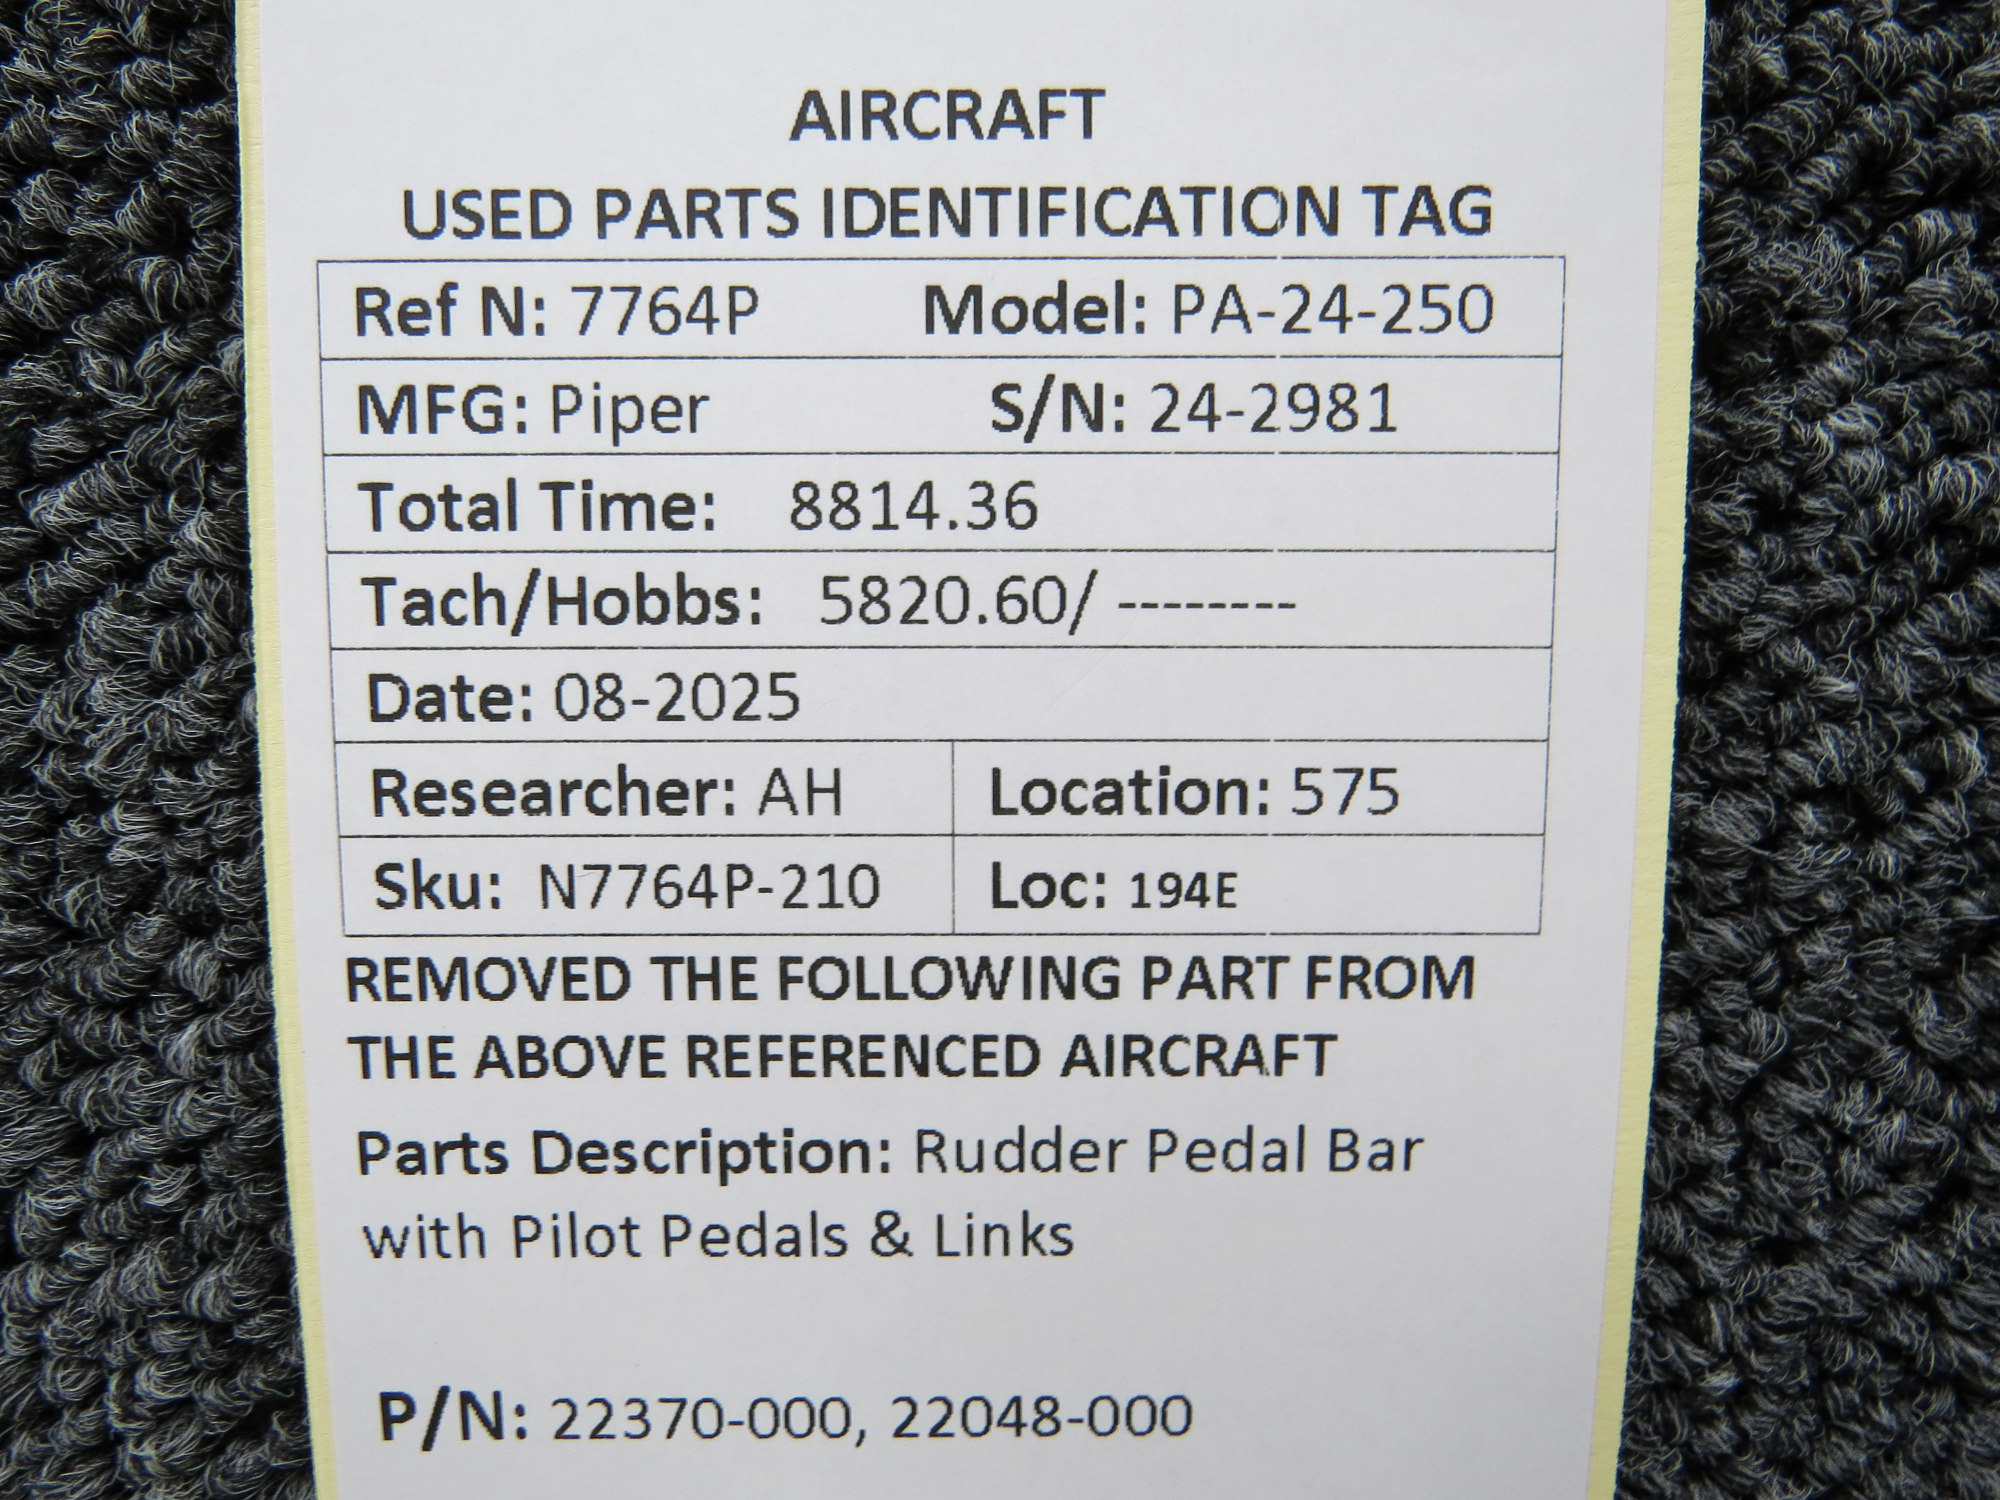 AIRCRAFT
USED PARTS IDENTIFICATION TAG
Ref N: 7764P Model: PA-24-250
MFG: Piper S/N: 24-2981
Total Time: 8814.36
Tach/Hobbs: 5820.60/ --------
Date: 08-2025
Researcher: AH Location: 575
Sku: N7764P-210 Loc: 194E
REMOVED THE FOLLOWING PART FROM
THE ABOVE REFERENCED AIRCRAFT
Parts Description: Rudder Pedal Bar
with Pilot Pedals & Links
P/N: 22370-000, 22048-000